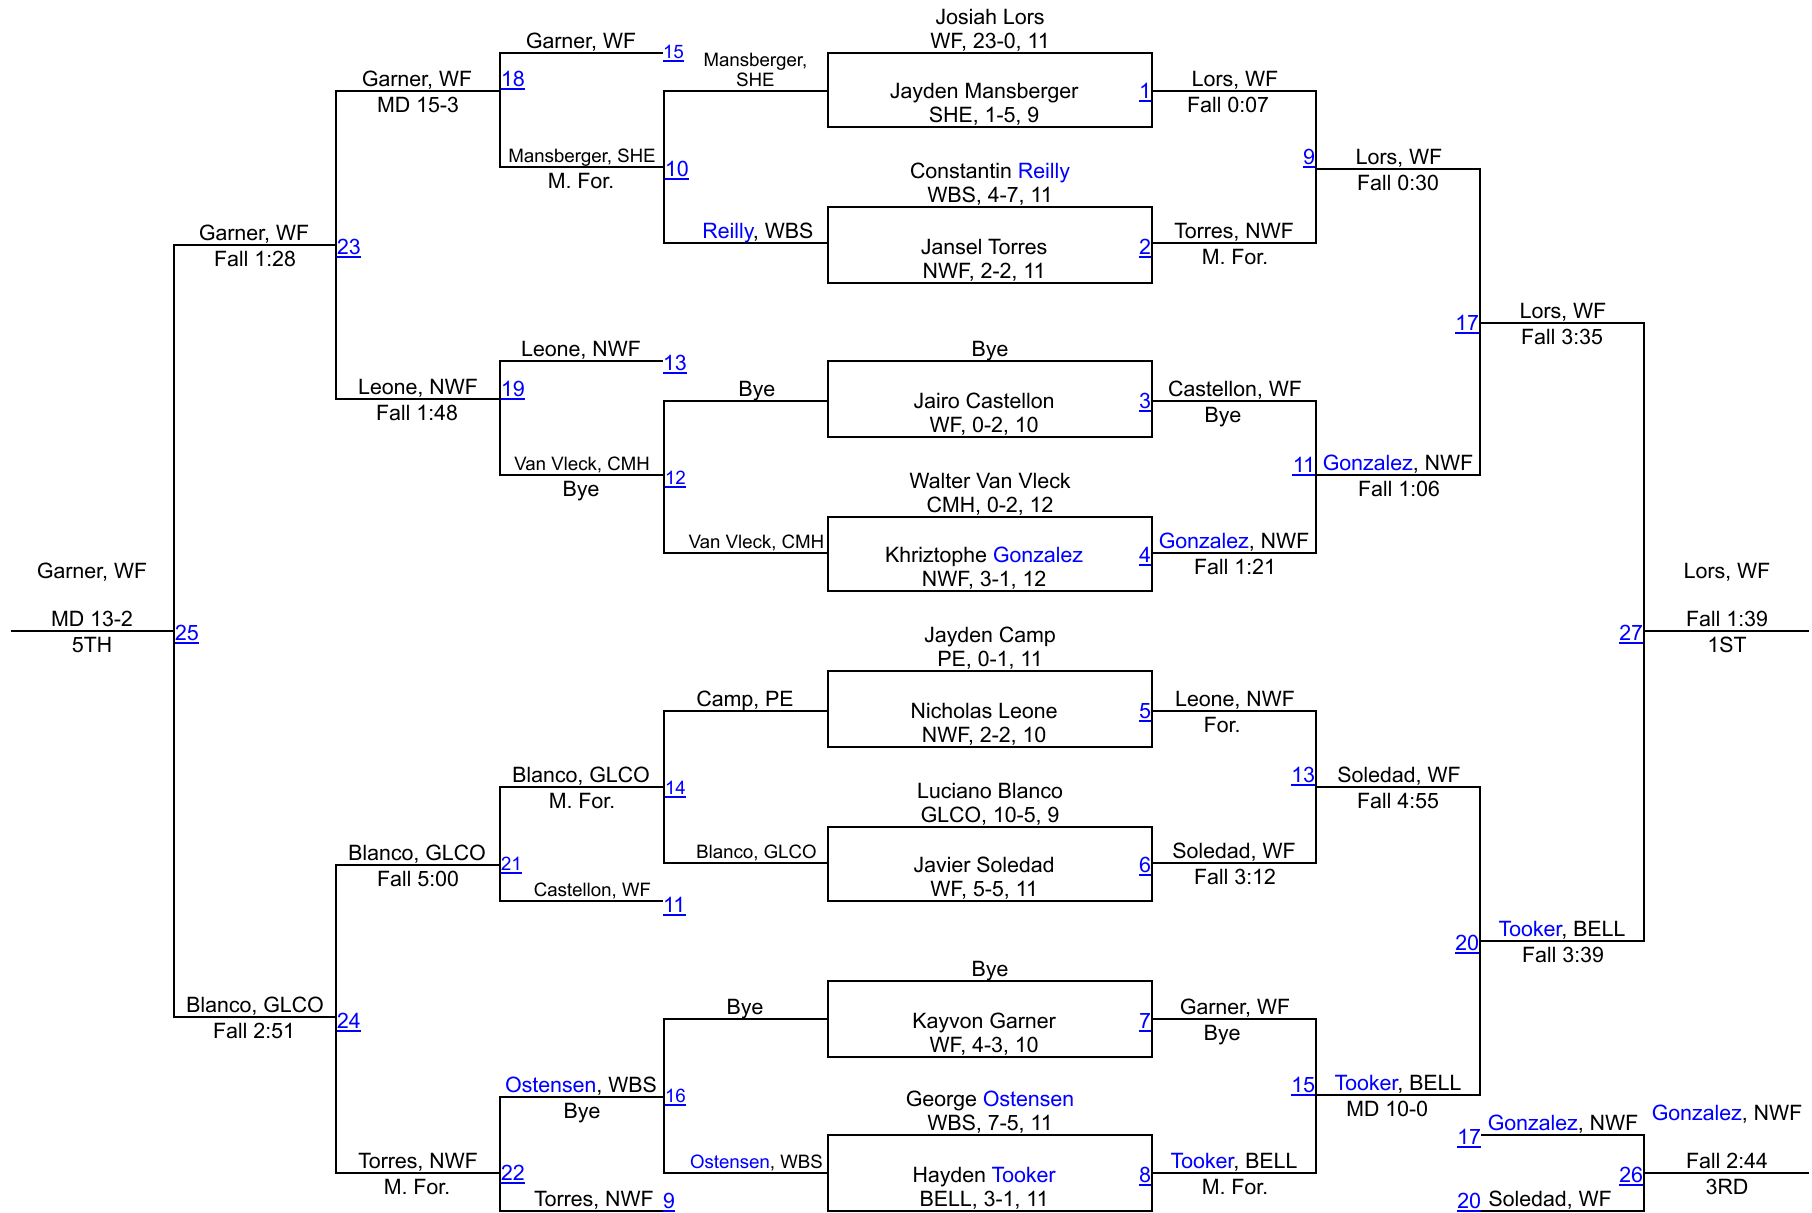 Josiah Lors
WF, 23-0, 11
Garner, WF
15
Mansberger,
SHE
Garner, WF
18
MD 15-3
Jayden Mansberger
SHE, 1-5, 9
1
Lors, WF
Fall 0:07
Mansberger, SHE
M. For.
10
Constantin Reilly
WBS, 4-7, 11
9
Lors, WF
Fall 0:30
Garner, WF
Fall 1:28
23
Reilly, WBS
Jansel Torres
NWF, 2-2, 11
2
Torres, NWF
M. For.
17
Lors, WF
Fall 3:35
Leone, NWF
13
Bye
Leone, NWF
Fall 1:48
19
Bye
Jairo Castellon
WF, 0-2, 10
3
Castellon, WF
Bye
Van Vleck, CMH
Bye
12
Walter Van Vleck
CMH, 0-2, 12
11
Gonzalez, NWF
Fall 1:06
Van Vleck, CMH
Khriztophe Gonzalez
NWF, 3-1, 12
4
Gonzalez, NWF
Fall 1:21
Garner, WF
MD 13-2
5TH
25
Jayden Camp
PE, 0-1, 11
27
Lors, WF
Fall 1:39
1ST
Camp, PE
Nicholas Leone
NWF, 2-2, 10
5
Leone, NWF
For.
Blanco, GLCO
M. For.
14
Luciano Blanco
GLCO, 10-5, 9
13
Soledad, WF
Fall 4:55
Blanco, GLCO
Fall 5:00
21
Blanco, GLCO
Javier Soledad
WF, 5-5, 11
6
Soledad, WF
Fall 3:12
Castellon, WF
11
20
Tooker, BELL
Fall 3:39
Bye
Blanco, GLCO
Fall 2:51
24
Bye
Kayvon Garner
WF, 4-3, 10
7
Garner, WF
Bye
Ostensen, WBS
Bye
16
George Ostensen
WBS, 7-5, 11
15
Tooker, BELL
MD 10-0
17
Gonzalez, NWF
Gonzalez, NWF
Torres, NWF
M. For.
22
Ostensen, WBS
Hayden Tooker
BELL, 3-1, 11
8
Tooker, BELL
M. For.
26
Fall 2:44
3RD
Torres, NWF
9
20
Soledad, WF